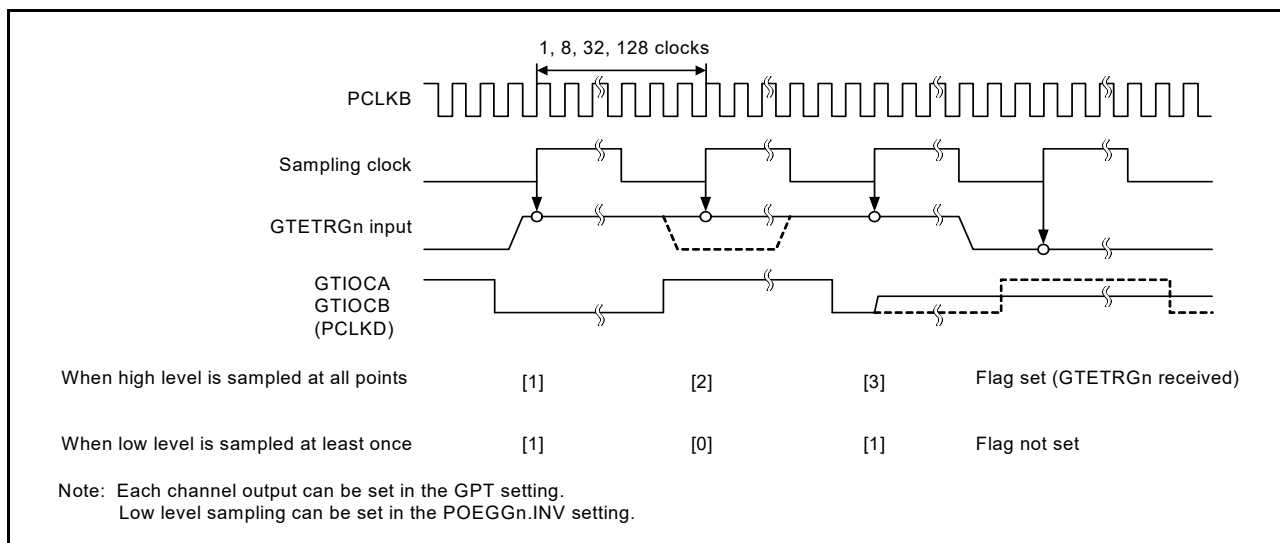 1, 8, 32, 128 clocks
PCLKB
Sampling clock
GTETRGn input
GTIOCA
GTIOCB
(PCLKD)
When high level is sampled at all points [1] [2] [3] Flag set (GTETRGn received)
When low level is sampled at least once [1] [0] [1] Flag not set
Note: Each channel output can be set in the GPT setting.
Low level sampling can be set in the POEGGn.INV setting.